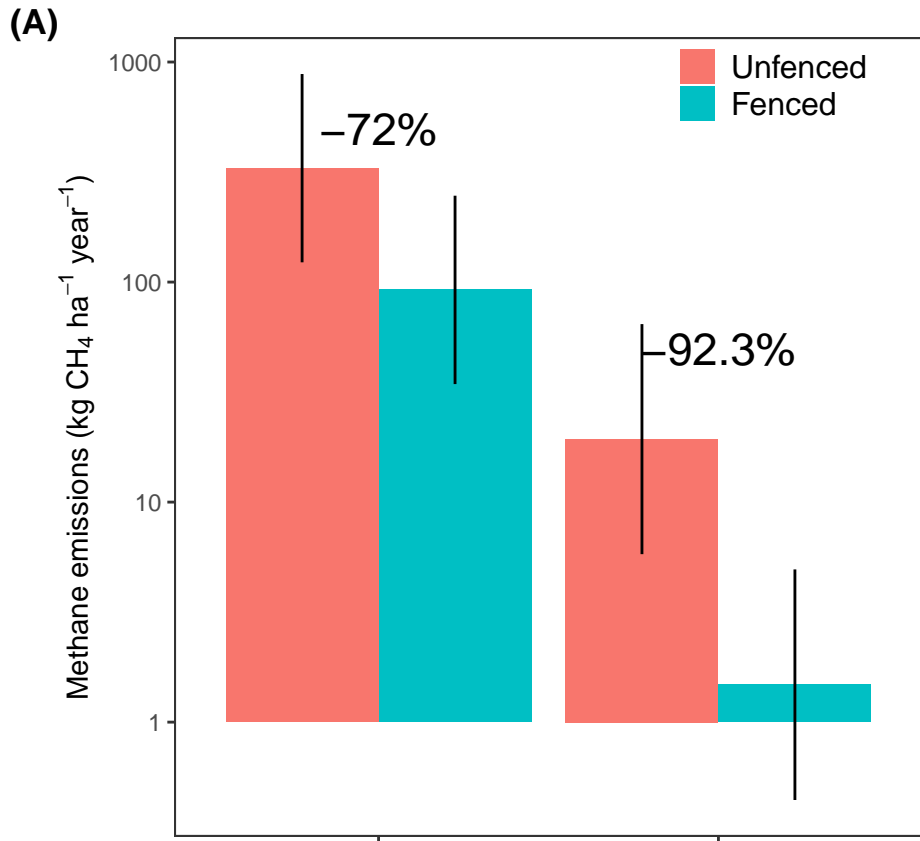 (A)
1000
Unfenced
Fenced
−72%
100
−92.3%
10
1
Methane emissions (kg CH₄ ha⁻¹ year⁻¹)